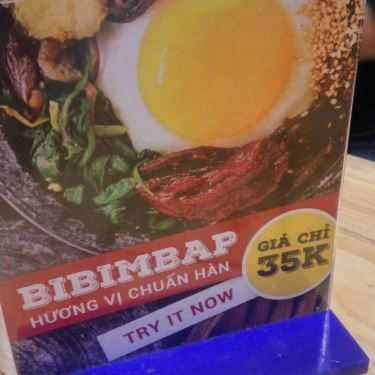 BIBIMBAP
HƯƠNG VỊ CHUẨN HÀN
GIÁ CHỈ
35K
TRY IT NOW